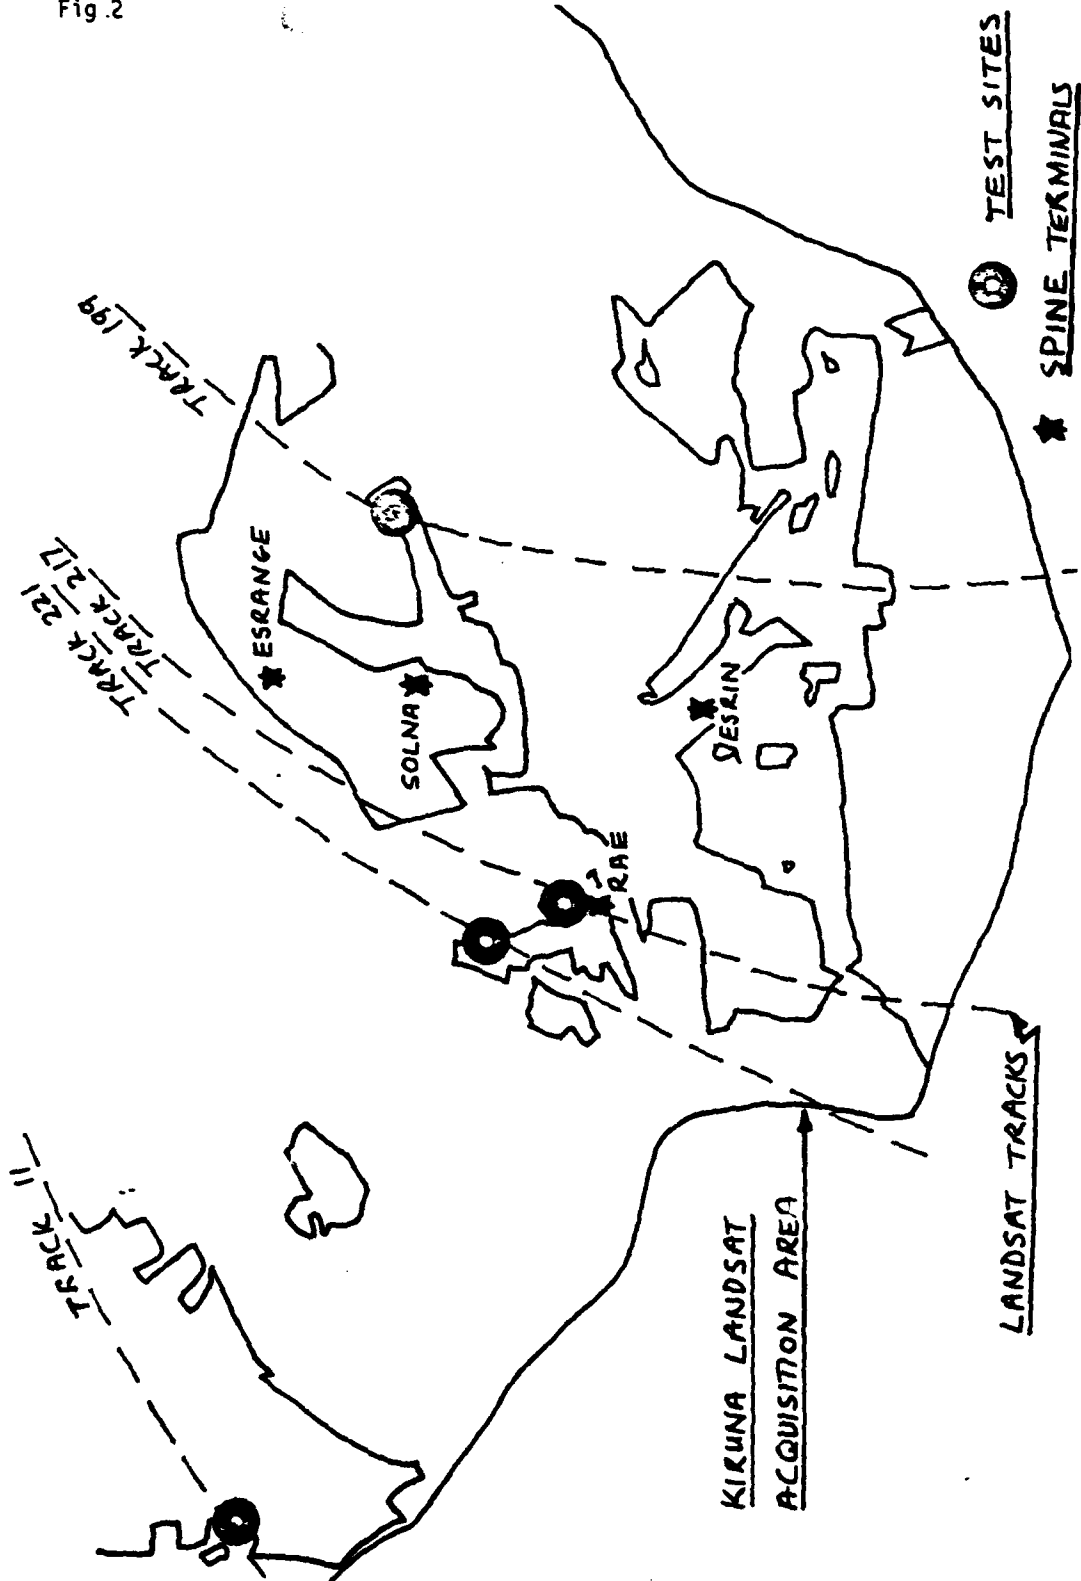 Fig.2
TRACK 11
TRACK 221
TRACK 217
TRACK 199
ESRANGE
SOLNA
RAE
ESRIN
KIRUNA LANDSAT
ACQUISITION AREA
LANDSAT TRACKS
TEST SITES
SPINE TERMINALS